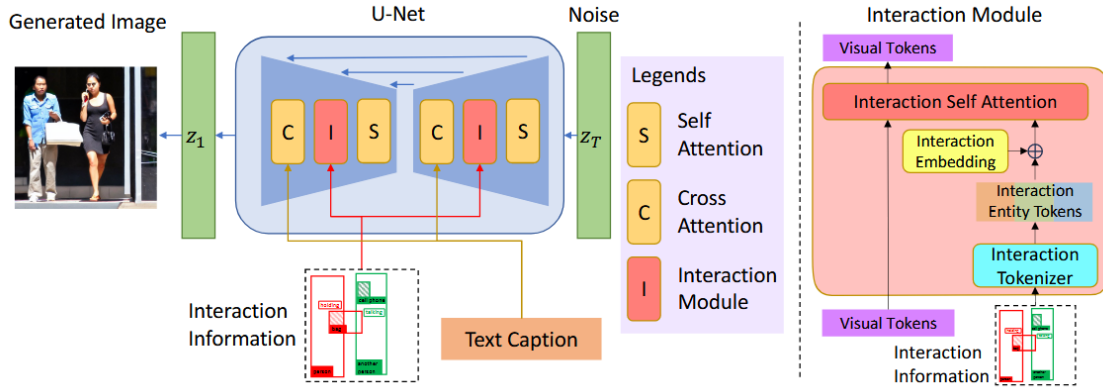 Generated Image
U-Net
Noise
z1
C
I
S
C
I
S
zT
Legends
S
Self
Attention
C
Cross
Attention
I
Interaction
Module
Interaction
Information
holding
bag
person
cell phone
talking
another
person
Text Caption
Interaction Module
Visual Tokens
Interaction Self Attention
Interaction
Embedding
Interaction
Entity Tokens
Interaction
Tokenizer
Visual Tokens
Interaction
Information